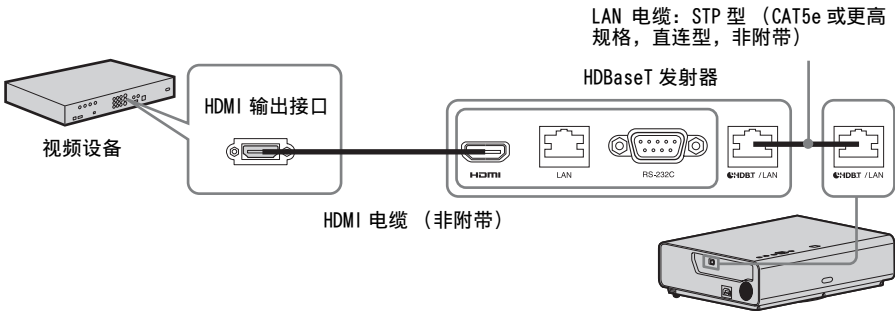 LAN 电缆：STP 型 （CAT5e 或更高
规格，直连型，非附带）
HDBaseT 发射器
HDMI 输出接口
视频设备
HDMI
LAN
RS-232C
HDBT / LAN
HDBT / LAN
HDMI 电缆 （非附带）